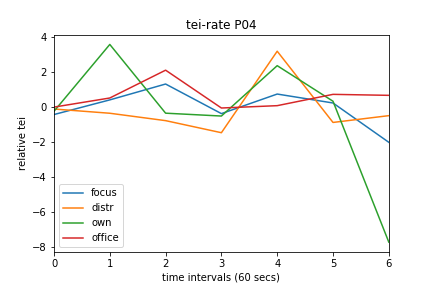 tei-rate P04
4
2
0
−2
−4
−6
−8
relative tei
focus
distr
own
office
0 1 2 3 4 5 6
time intervals (60 secs)